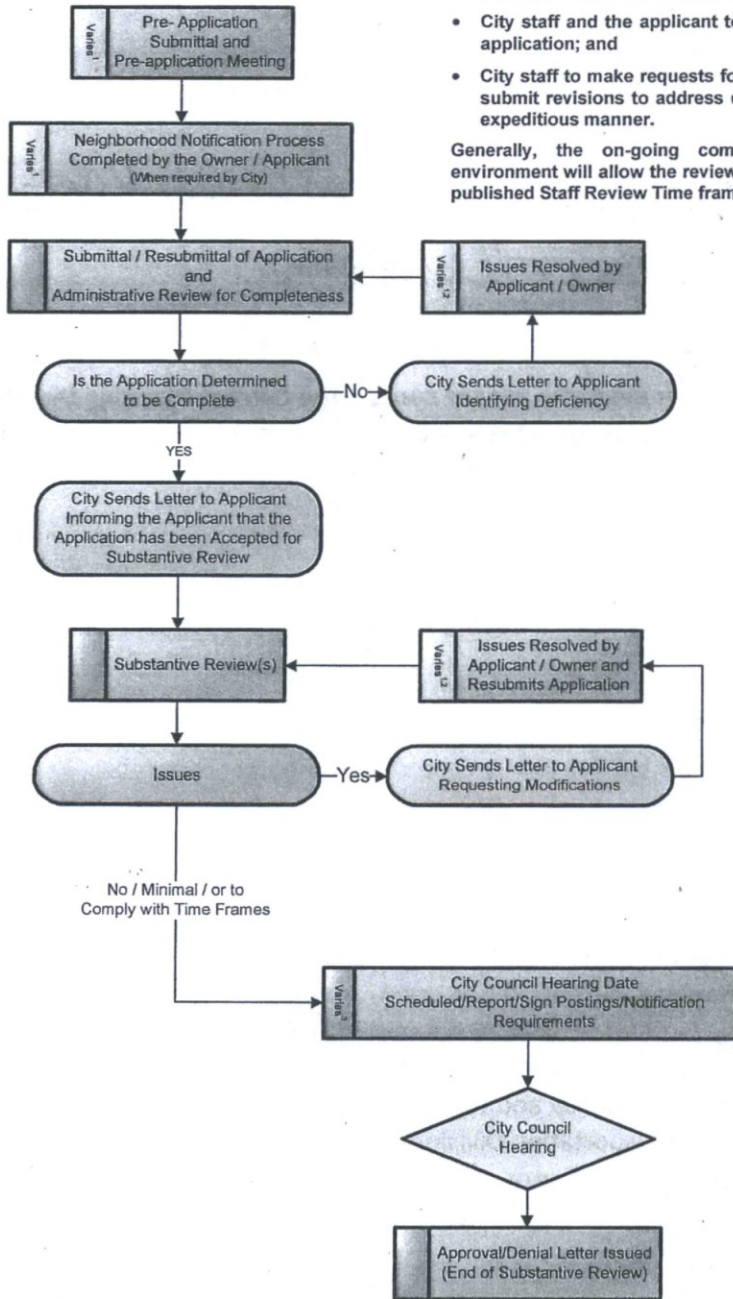 Pre- Application
Submittal and
Pre-application Meeting
Varies¹
• City staff and the applicant to
application; and
• City staff to make requests fo
submit revisions to address
expeditious manner.
Generally, the on-going com
environment will allow the review
published Staff Review Time fram
Neighborhood Notification Process
Completed by the Owner / Applicant
(When required by City)
Varies¹
Submittal / Resubmittal of Application
and
Administrative Review for Completeness
Varies¹,²
Issues Resolved by
Applicant / Owner
Is the Application Determined
to be Complete
No
City Sends Letter to Applicant
Identifying Deficiency
YES
City Sends Letter to Applicant
Informing the Applicant that the
Application has been Accepted for
Substantive Review
Substantive Review(s)
Varies¹,²
Issues Resolved by
Applicant / Owner and
Resubmits Application
Issues
Yes
City Sends Letter to Applicant
Requesting Modifications
No / Minimal / or to
Comply with Time Frames
Varies³
City Council Hearing Date
Scheduled/Report/Sign Postings/Notification
Requirements
City Council
Hearing
Approval/Denial Letter Issued
(End of Substantive Review)